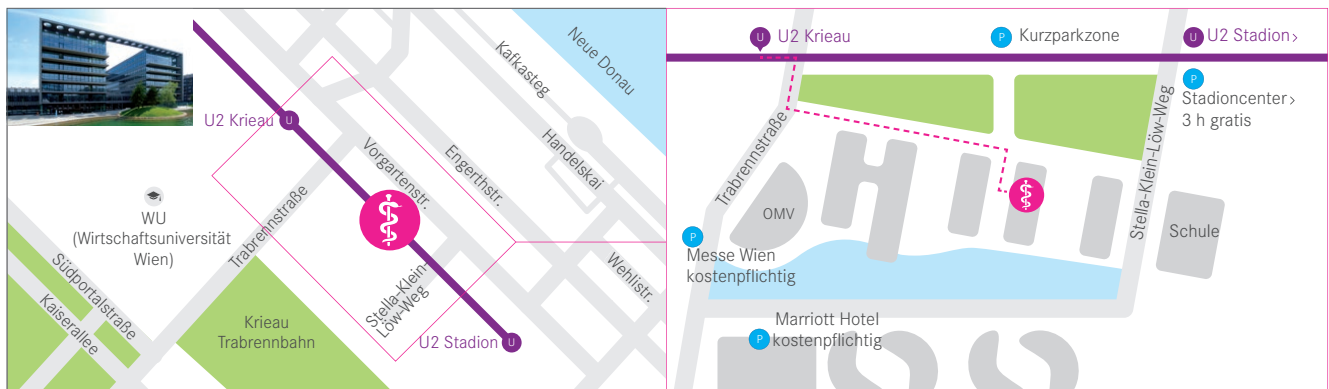 Neue Donau
Kafkasteg
Handelskai
U2 Krieau
U
Vorgartenstr.
Engerthstr.
WU
(Wirtschaftsuniversität
Wien)
Trabrennstraße
Südportalstraße
Kaiserallee
Krieau
Trabrennbahn
Stella-Klein-
Löw-Weg
Wehlistr.
U2 Stadion
U
U
U2 Krieau
P
Kurzparkzone
U
U2 Stadion›
P
Stadioncenter›
3 h gratis
Trabrennstraße
Stella-Klein-Löw-Weg
OMV
Schule
P
Messe Wien
kostenpflichtig
P
Marriott Hotel
kostenpflichtig